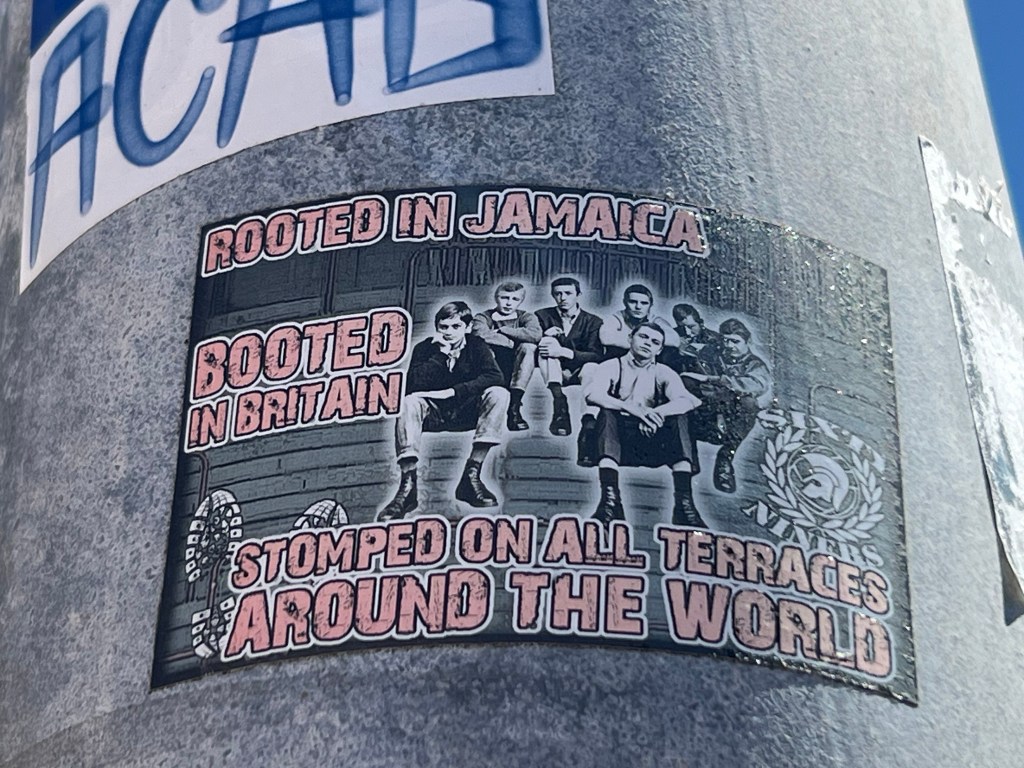 ACAB
ROOTED IN JAMAICA
BOOTED
IN BRITAIN
SIXTY
NINERS
STOMPED ON ALL TERRACES
AROUND THE WORLD